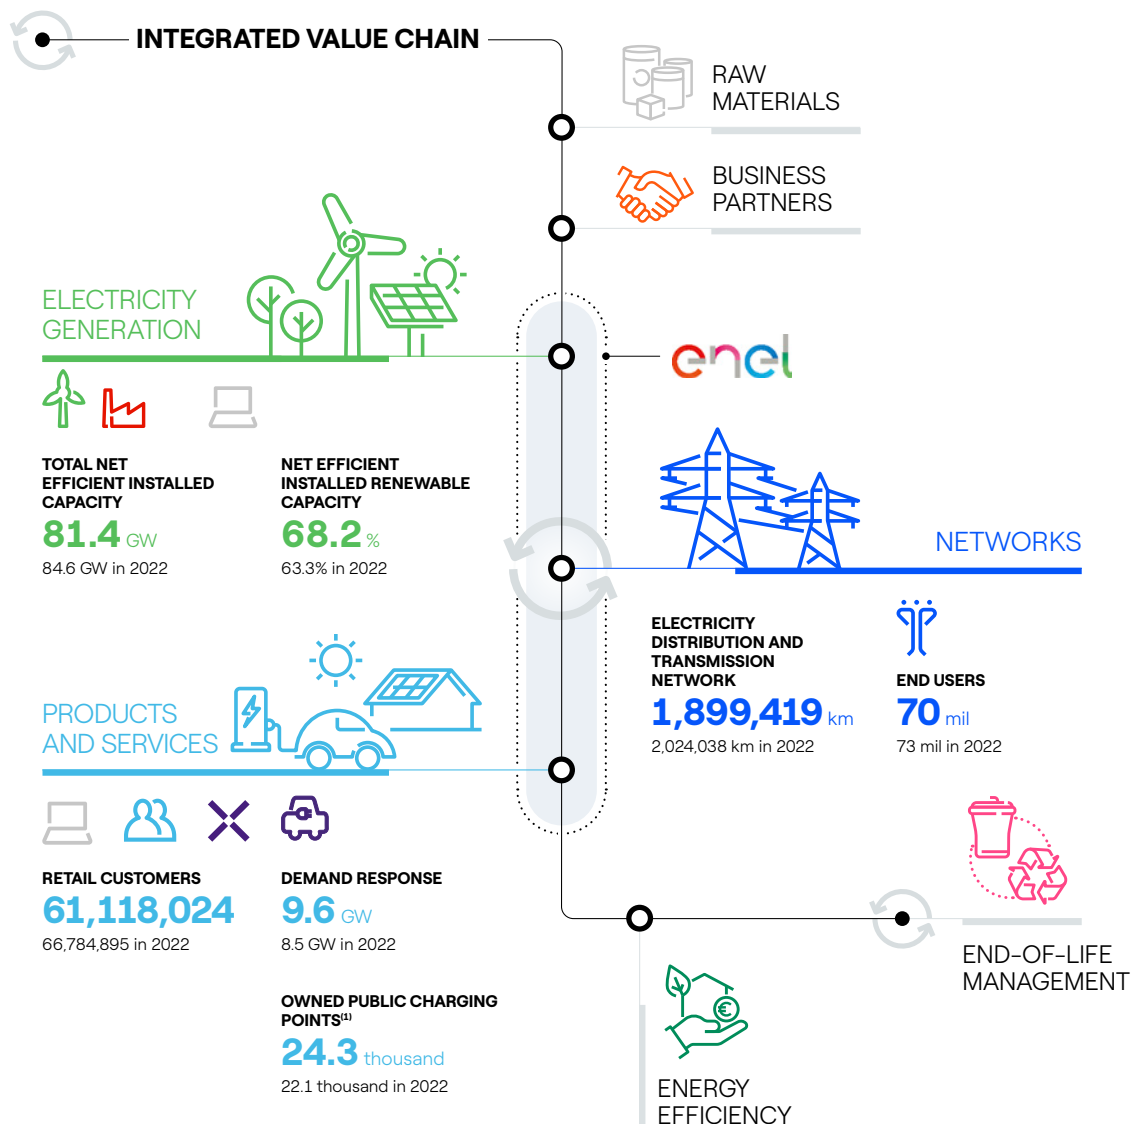 INTEGRATED VALUE CHAIN
RAW
MATERIALS
BUSINESS
PARTNERS
ELECTRICITY
GENERATION
enel
TOTAL NET
EFFICIENT INSTALLED
CAPACITY
81.4 GW
84.6 GW in 2022
NET EFFICIENT
INSTALLED RENEWABLE
CAPACITY
68.2 %
63.3% in 2022
NETWORKS
ELECTRICITY
DISTRIBUTION AND
TRANSMISSION
NETWORK
1,899,419 km
2,024,038 km in 2022
END USERS
70 mil
73 mil in 2022
PRODUCTS
AND SERVICES
RETAIL CUSTOMERS
61,118,024
66,784,895 in 2022
DEMAND RESPONSE
9.6 GW
8.5 GW in 2022
OWNED PUBLIC CHARGING
POINTS(1)
24.3 thousand
22.1 thousand in 2022
END-OF-LIFE
MANAGEMENT
€
ENERGY
EFFICIENCY